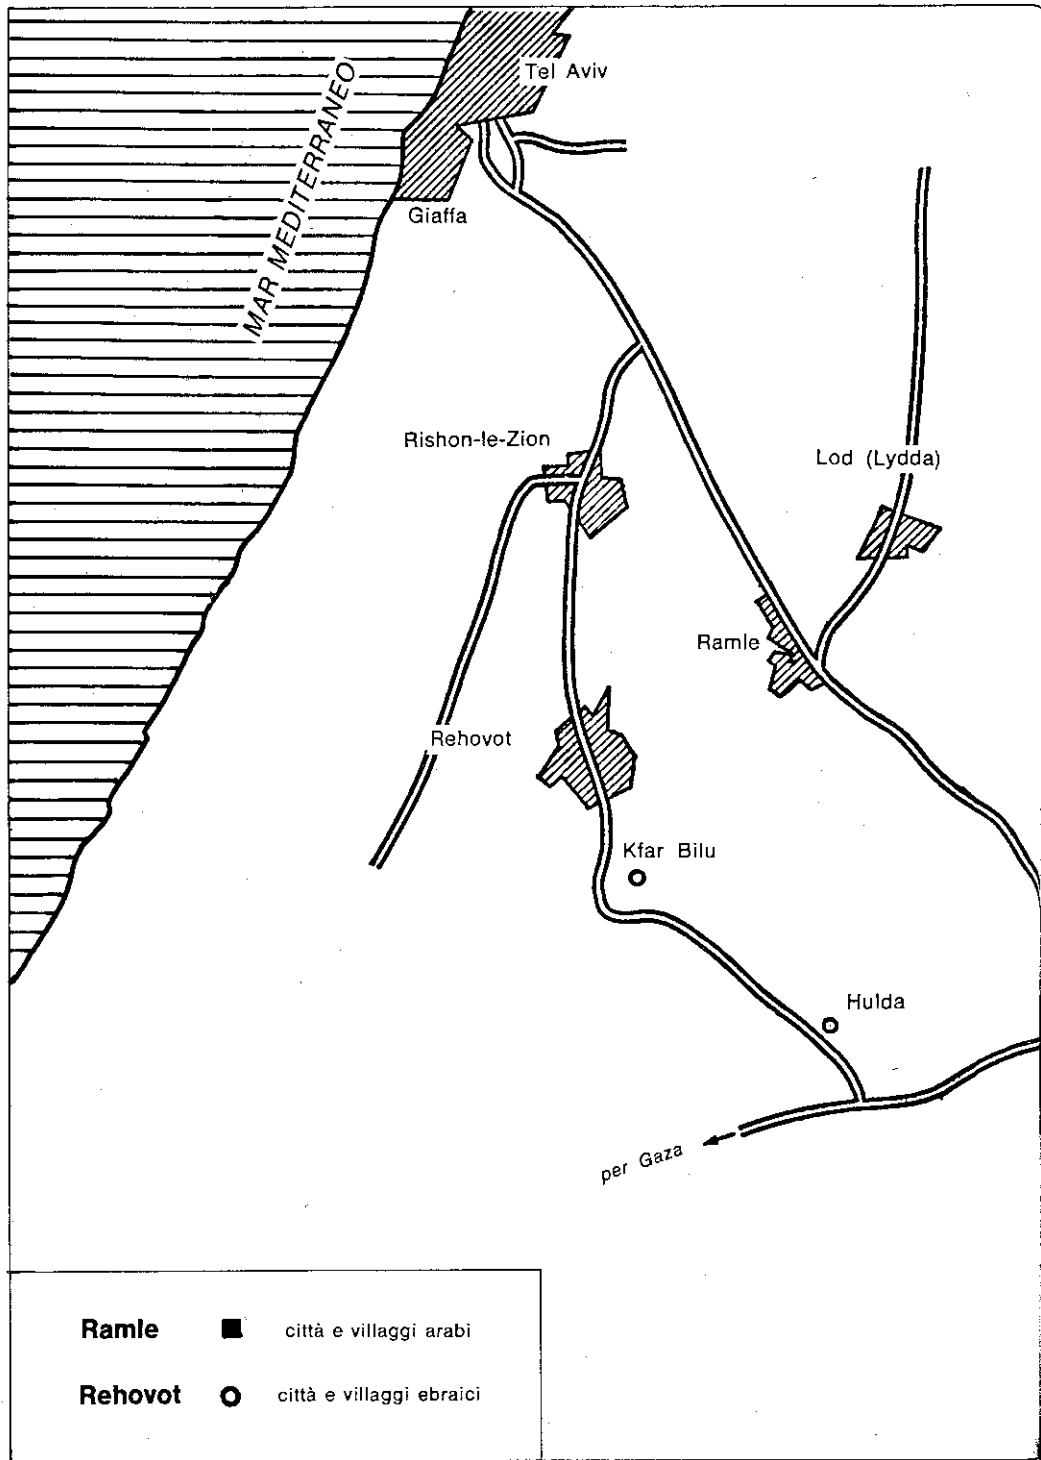 Tel Aviv
MAR MEDITERRANEO
Giaffa
Rishon-le-Zion
Lod (Lydda)
Ramle
Rehovot
Kfar Bilu
Hulda
per Gaza
Ramle città e villaggi arabi
Rehovot città e villaggi ebraici